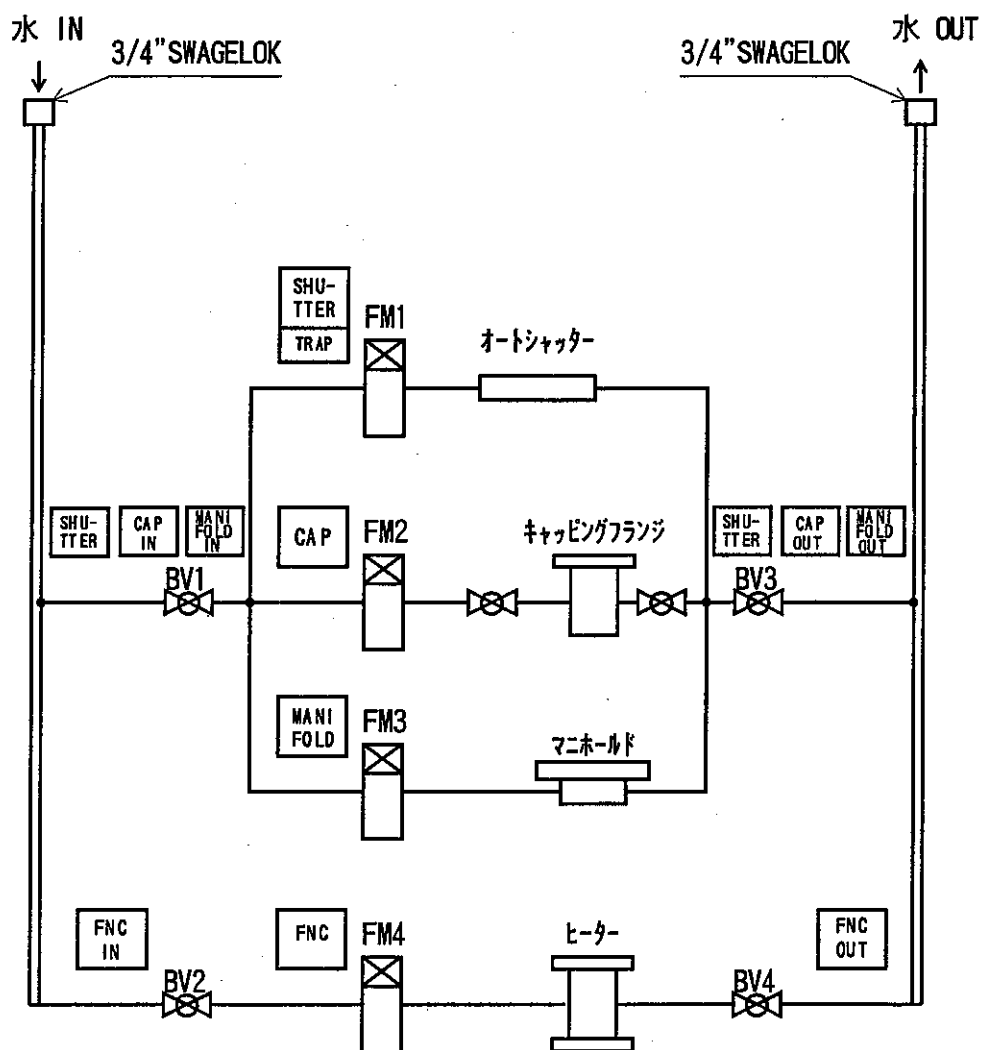 水 IN
水 OUT
3/4"SWAGELOK
3/4"SWAGELOK
SHU-
TTER
TRAP
FM1
オートシャッター
SHU-
TTER
CAP
IN
MANI
FOLD
IN
CAP
FM2
キャッピングフランジ
SHU-
TTER
CAP
OUT
MANI
FOLD
OUT
BV1
BV3
MANI
FOLD
FM3
マニホールド
FNC
IN
FNC
FM4
ヒーター
FNC
OUT
BV2
BV4